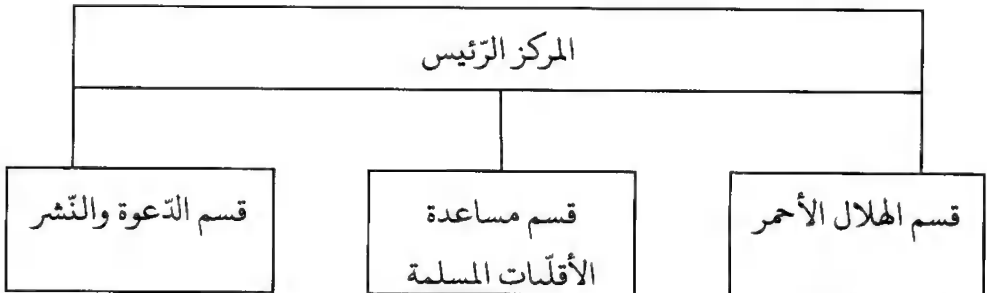 المركز الرّئيس
قسم الهلال الأحمر
قسم مساعدة
الأقلّيات المسلمة
قسم الدّعوة والنّشر